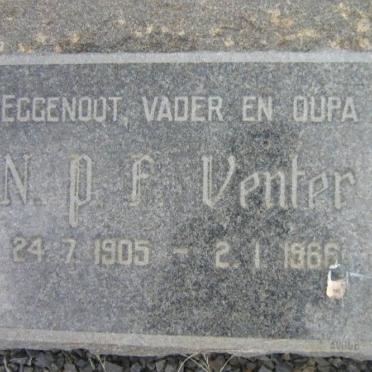 EGGENOOT, VADER EN OUPA
N. P. F. Venter
24. 7. 1905 - 2. 1. 1966